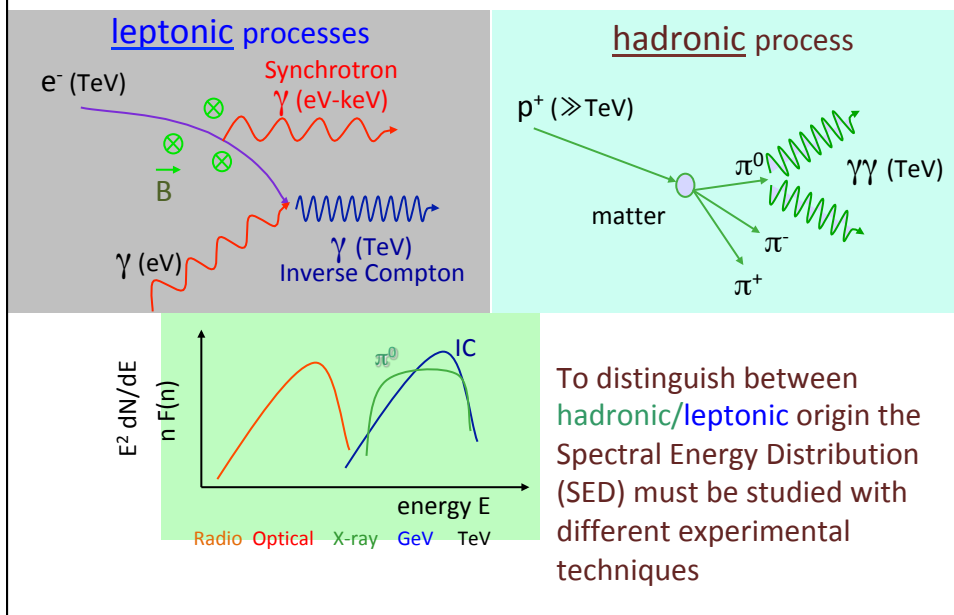 leptonic processes
e⁻ (TeV)
Synchrotron
γ (eV-keV)
B
γ (TeV)
Inverse Compton
γ (eV)
hadronic process
p⁺ (≫TeV)
matter
π⁰
γγ (TeV)
π⁻
π⁺
E² dN/dE
n F(n)
π⁰
IC
energy E
Radio Optical X-ray GeV TeV
To distinguish between
hadronic/leptonic origin the
Spectral Energy Distribution
(SED) must be studied with
different experimental
techniques